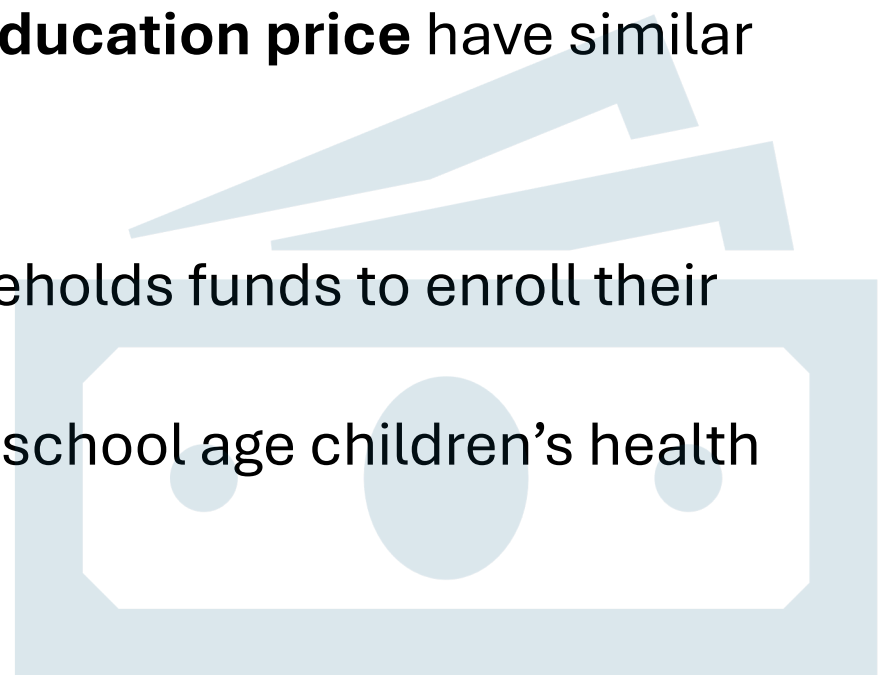 ducation price have similar
eholds funds to enroll their
school age children’s health